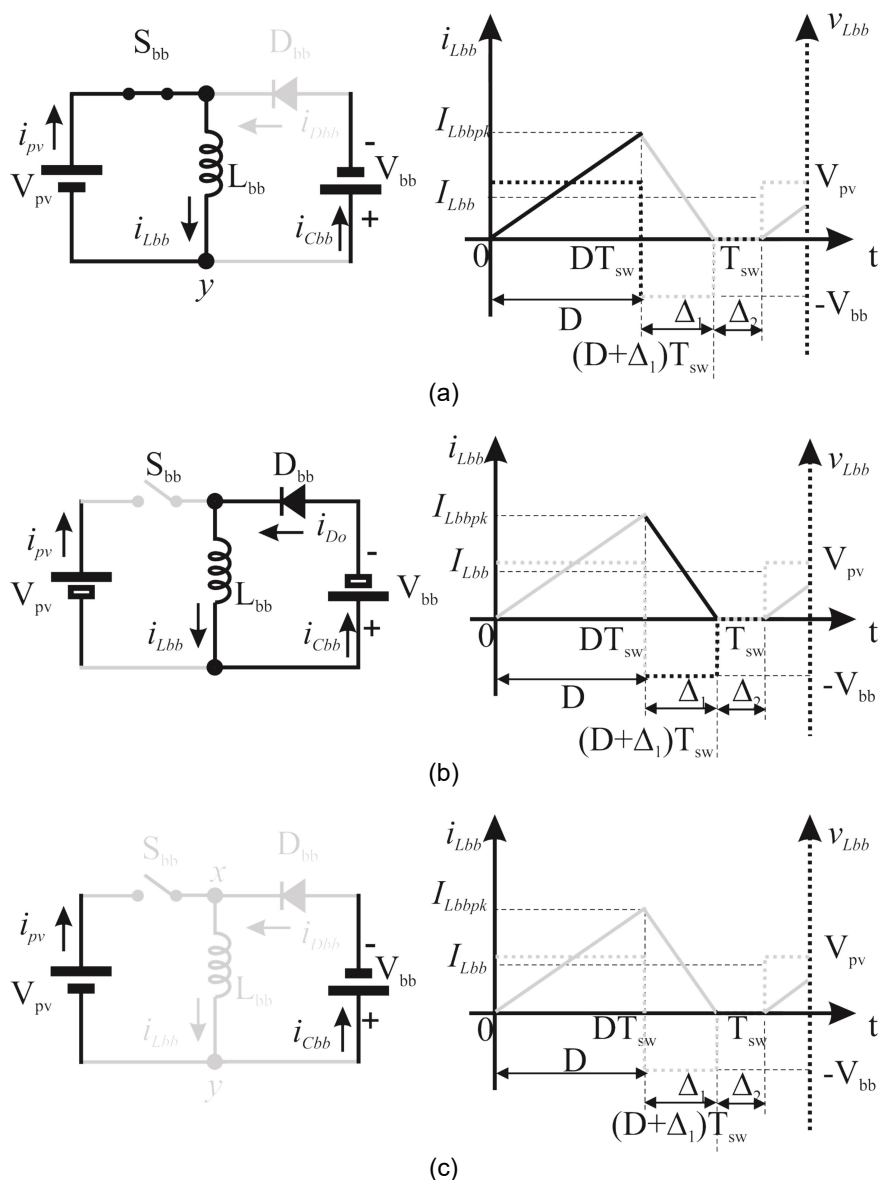 S_bb D_bb i_Lbb v_Lbb
i_pv i_Dbb I_Lbbpk
V_pv L_bb - V_bb I_Lbb V_pv
i_Lbb i_Cbb + 0 DT_sw T_sw t
y D Δ_1 Δ_2 -V_bb
(D+Δ_1)T_sw
(a)
S_bb D_bb i_Lbb v_Lbb
i_pv i_Do I_Lbbpk
V_pv L_bb - V_bb I_Lbb V_pv
i_Lbb i_Cbb + 0 DT_sw T_sw t
D Δ_1 Δ_2 -V_bb
(D+Δ_1)T_sw
(b)
S_bb x D_bb i_Lbb v_Lbb
i_pv i_Dbb I_Lbbpk
V_pv L_bb - V_bb I_Lbb V_pv
i_Lbb i_Cbb + 0 DT_sw T_sw t
y D Δ_1 Δ_2 -V_bb
(D+Δ_1)T_sw
(c)